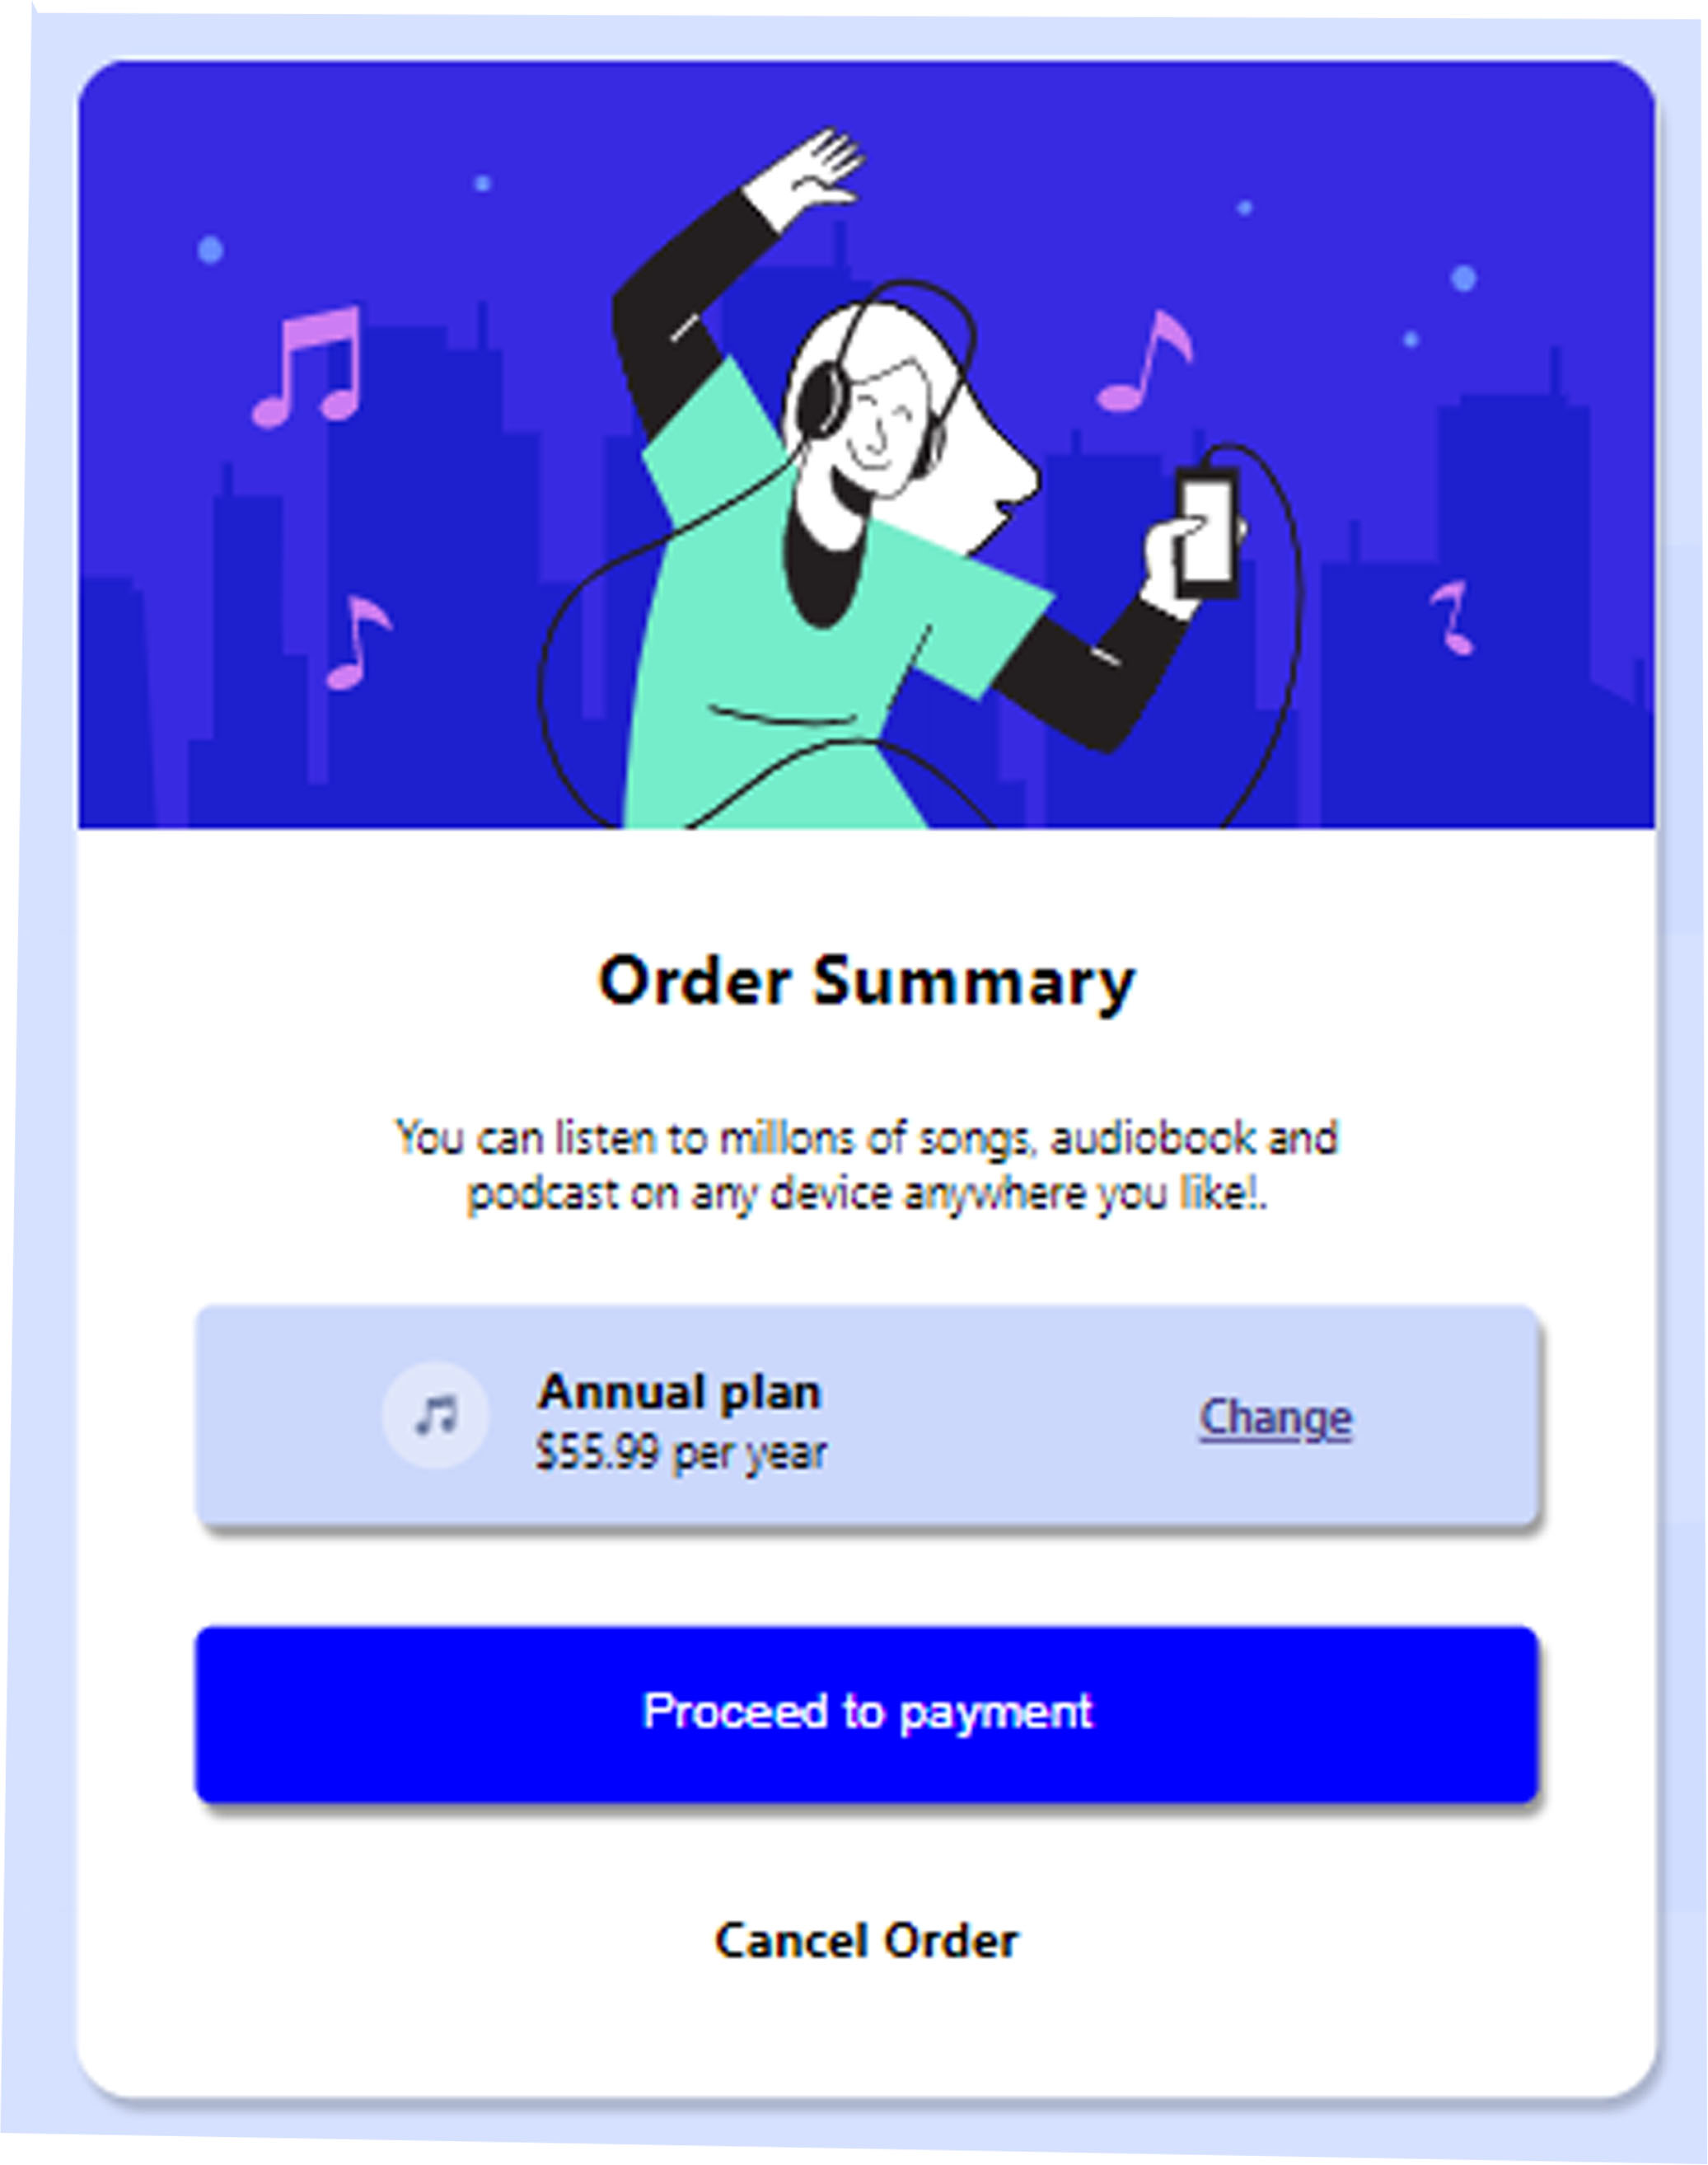 Order Summary
You can listen to millons of songs, audiobook and
podcast on any device anywhere you like!.
Annual plan
$55.99 per year
Change
Proceed to payment
Cancel Order